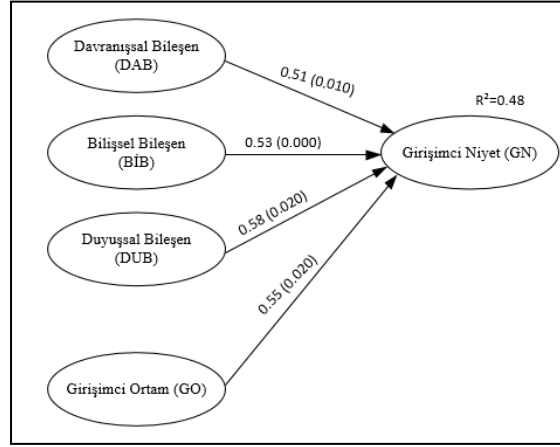 Davranışsal Bileşen
(DAB)
0.51 (0.010)
R²=0.48
Bilişsel Bileşen
(BİB)
0.53 (0.000)
Girişimci Niyet (GN)
Duyuşsal Bileşen
(DUB)
0.58 (0.020)
0.55 (0.020)
Girişimci Ortam (GO)